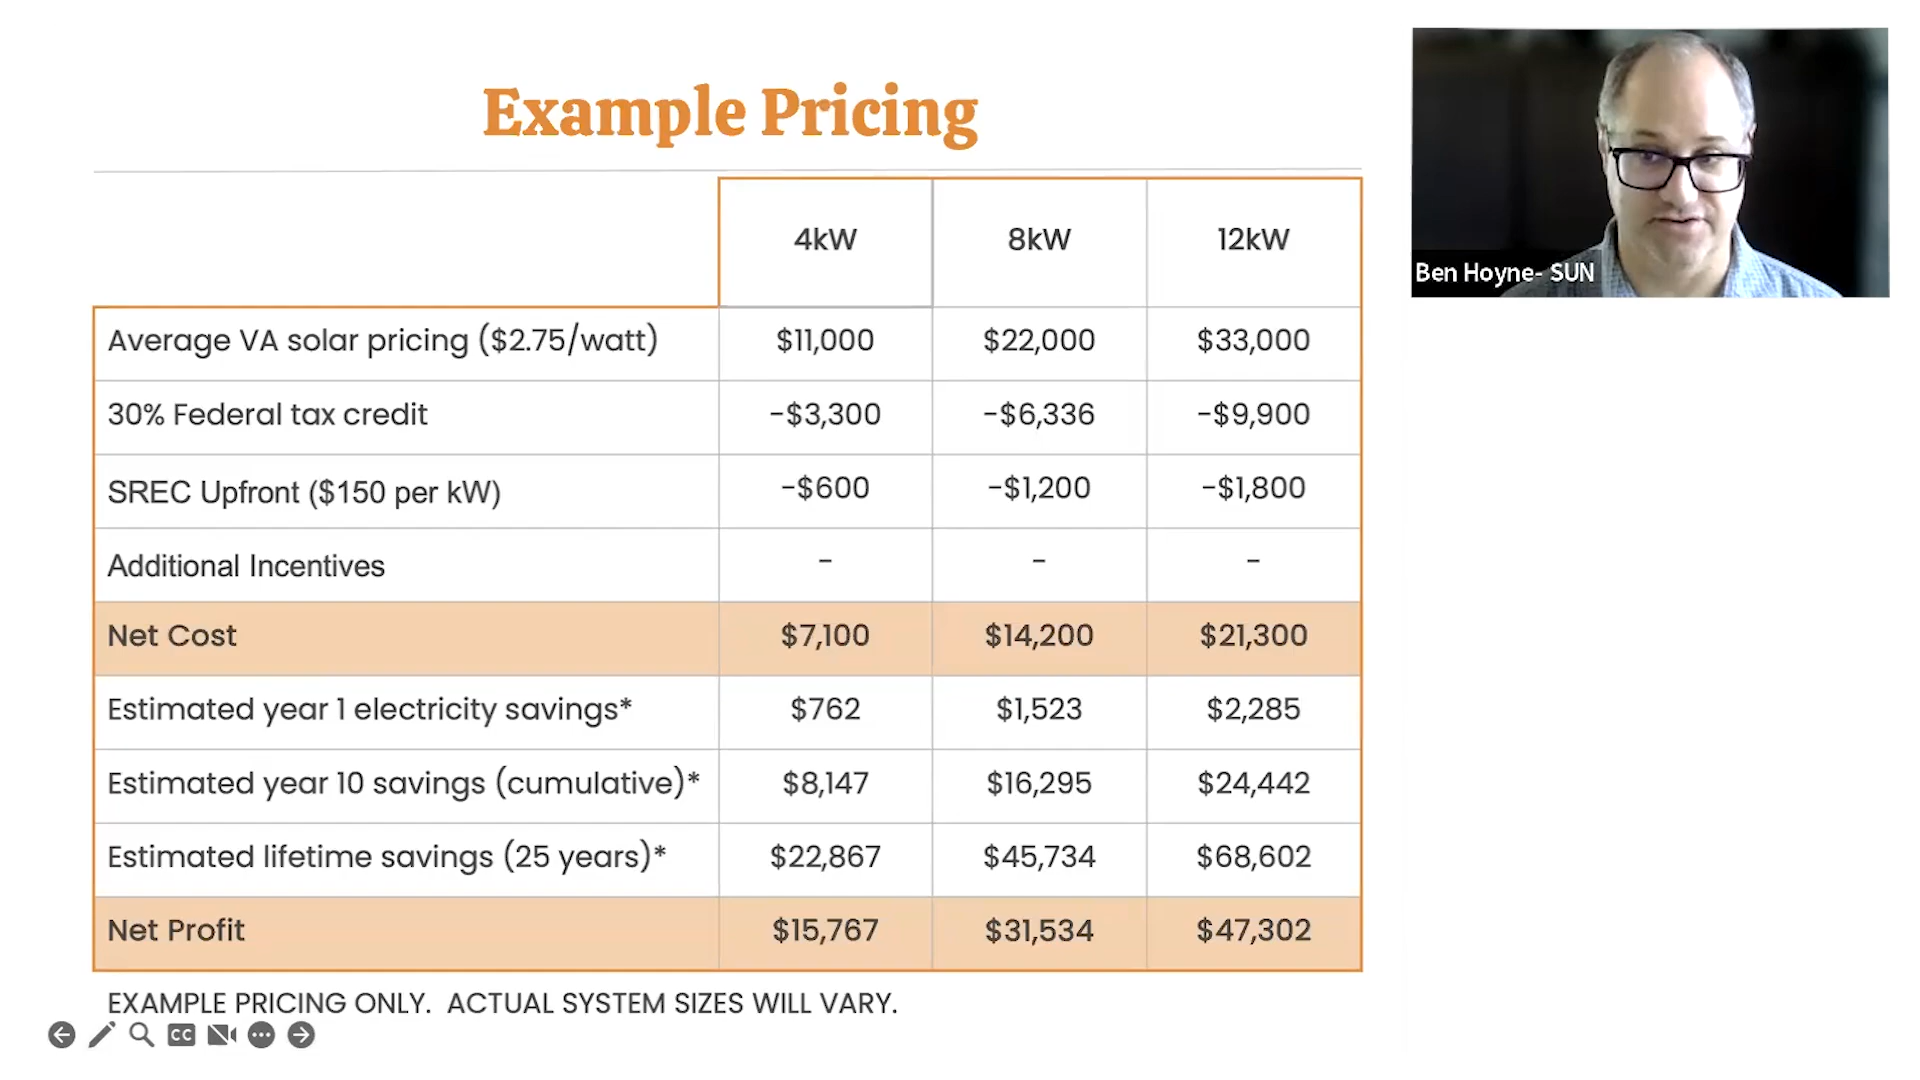 Example Pricing
4kW 8kW 12kW
Average VA solar pricing ($2.75/watt) $11,000 $22,000 $33,000
30% Federal tax credit -$3,300 -$6,336 -$9,900
SREC Upfront ($150 per kW) -$600 -$1,200 -$1,800
Additional Incentives - - -
Net Cost $7,100 $14,200 $21,300
Estimated year 1 electricity savings* $762 $1,523 $2,285
Estimated year 10 savings (cumulative)* $8,147 $16,295 $24,442
Estimated lifetime savings (25 years)* $22,867 $45,734 $68,602
Net Profit $15,767 $31,534 $47,302
EXAMPLE PRICING ONLY. ACTUAL SYSTEM SIZES WILL VARY.
CC
Ben Hoyne- SUN